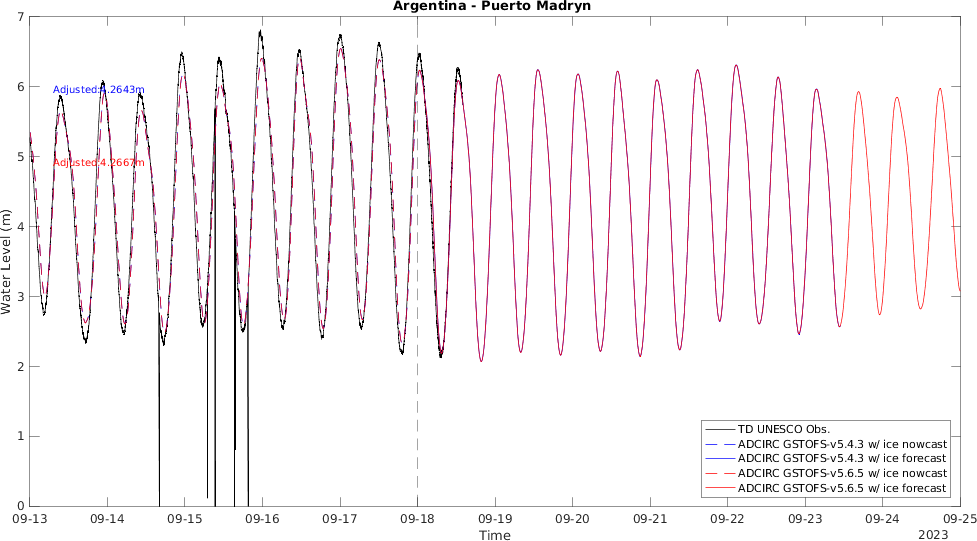 Argentina - Puerto Madryn
7
6
5
4
3
2
1
0
Water Level (m)
Adjusted:4.2643m
Adjusted:4.2667m
TD UNESCO Obs.
ADCIRC GSTOFS-v5.4.3 w/ ice nowcast
ADCIRC GSTOFS-v5.4.3 w/ ice forecast
ADCIRC GSTOFS-v5.6.5 w/ ice nowcast
ADCIRC GSTOFS-v5.6.5 w/ ice forecast
09-13 09-14 09-15 09-16 09-17 09-18 09-19 09-20 09-21 09-22 09-23 09-24 09-25
Time
2023